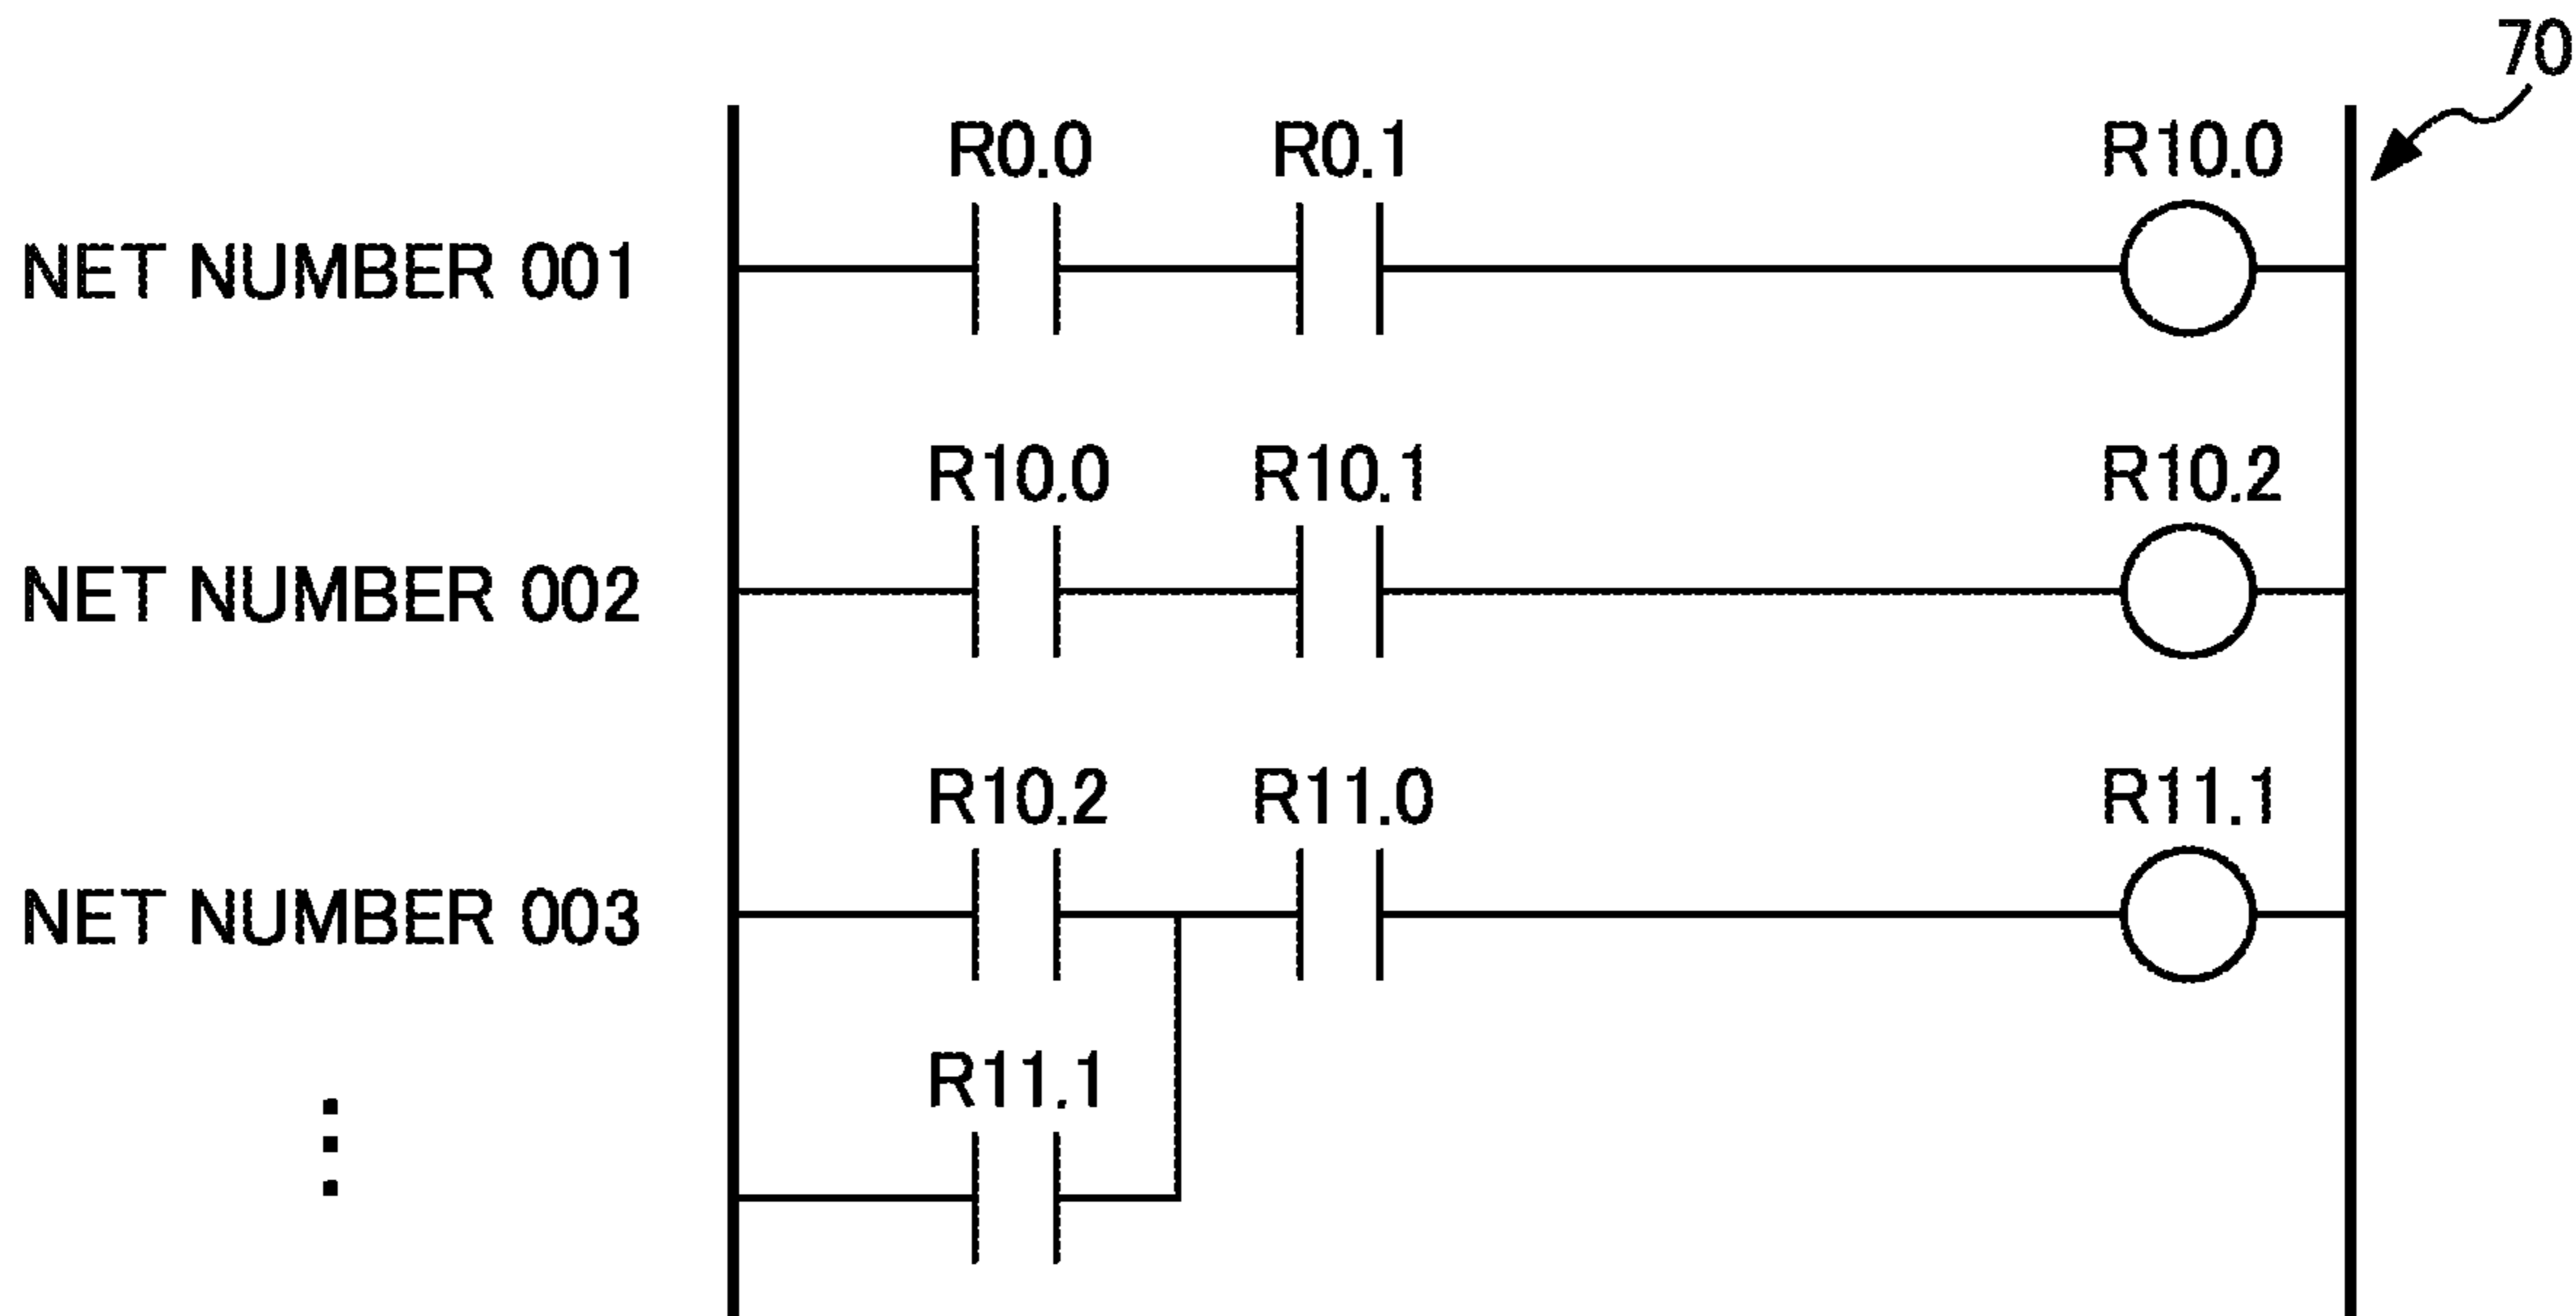 70
R0.0 R0.1 R10.0
NET NUMBER 001
R10.0 R10.1 R10.2
NET NUMBER 002
R10.2 R11.0 R11.1
NET NUMBER 003
R11.1